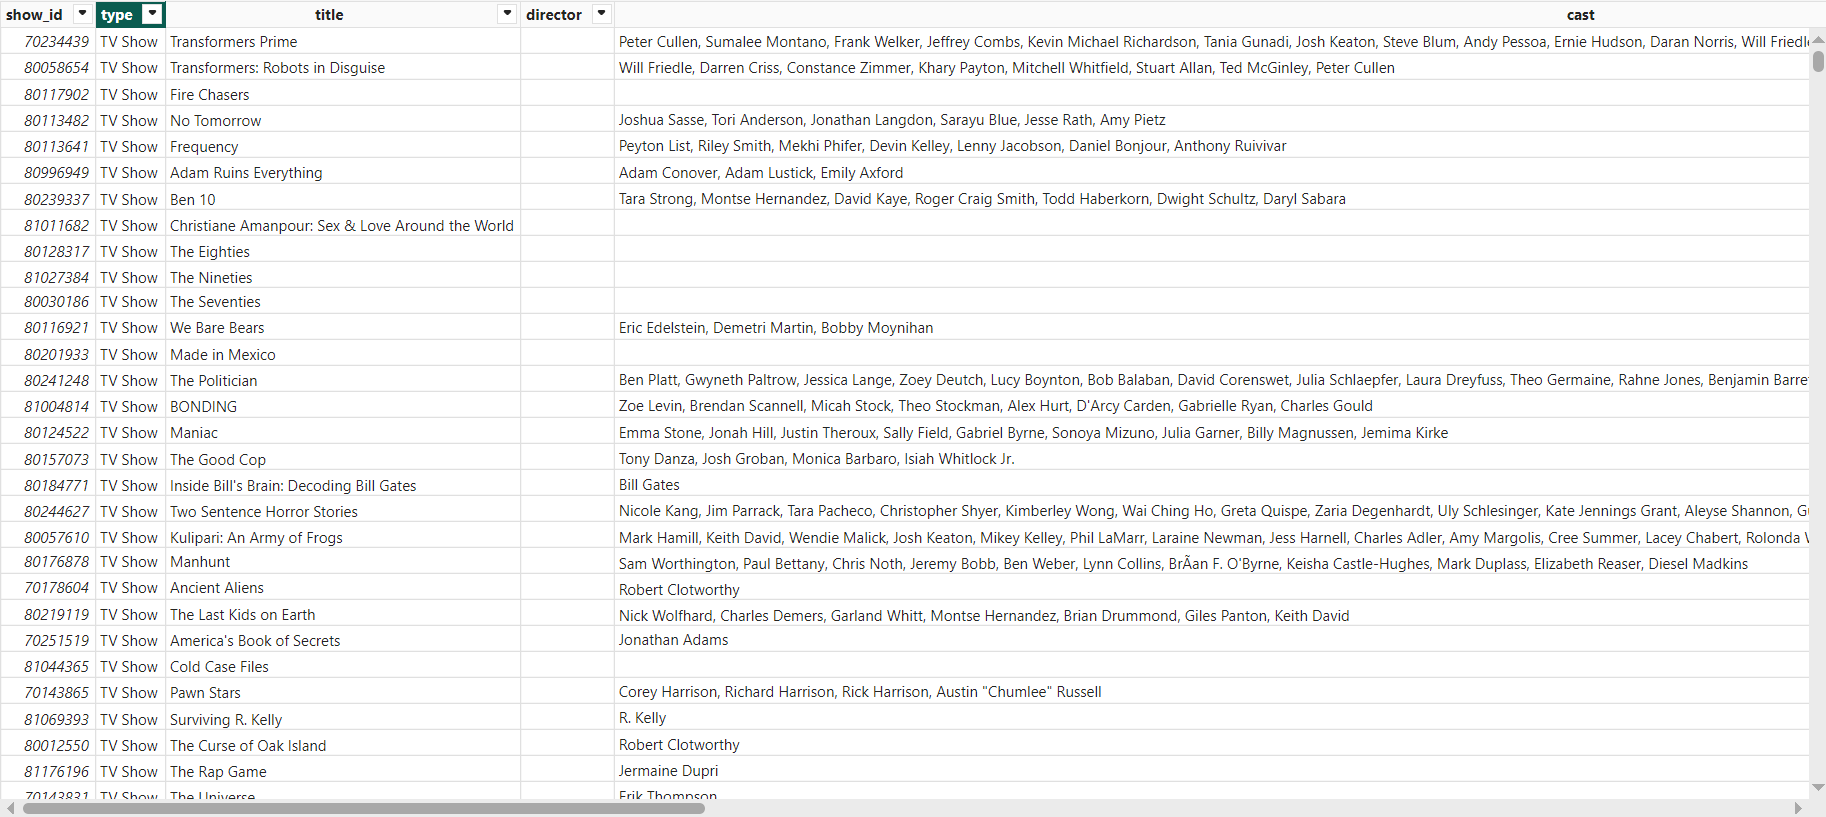 show_id type title director cast
70234439 TV Show Transformers Prime Peter Cullen, Sumalee Montano, Frank Welker, Jeffrey Combs, Kevin Michael Richardson, Tania Gunadi, Josh Keaton, Steve Blum, Andy Pessoa, Ernie Hudson, Daran Norris, Will Friedle
80058654 TV Show Transformers: Robots in Disguise Will Friedle, Darren Criss, Constance Zimmer, Khary Payton, Mitchell Whitfield, Stuart Allan, Ted McGinley, Peter Cullen
80117902 TV Show Fire Chasers
80113482 TV Show No Tomorrow Joshua Sasse, Tori Anderson, Jonathan Langdon, Sarayu Blue, Jesse Rath, Amy Pietz
80113641 TV Show Frequency Peyton List, Riley Smith, Mekhi Phifer, Devin Kelley, Lenny Jacobson, Daniel Bonjour, Anthony Ruivivar
80996949 TV Show Adam Ruins Everything Adam Conover, Adam Lustick, Emily Axford
80239337 TV Show Ben 10 Tara Strong, Montse Hernandez, David Kaye, Roger Craig Smith, Todd Haberkorn, Dwight Schultz, Daryl Sabara
81011682 TV Show Christiane Amanpour: Sex & Love Around the World
80128317 TV Show The Eighties
81027384 TV Show The Nineties
80030186 TV Show The Seventies
80116921 TV Show We Bare Bears Eric Edelstein, Demetri Martin, Bobby Moynihan
80201933 TV Show Made in Mexico
80241248 TV Show The Politician Ben Platt, Gwyneth Paltrow, Jessica Lange, Zoey Deutch, Lucy Boynton, Bob Balaban, David Corenswet, Julia Schlaepfer, Laura Dreyfuss, Theo Germaine, Rahne Jones, Benjamin Barre
81004814 TV Show BONDING Zoe Levin, Brendan Scannell, Micah Stock, Theo Stockman, Alex Hurt, D'Arcy Carden, Gabrielle Ryan, Charles Gould
80124522 TV Show Maniac Emma Stone, Jonah Hill, Justin Theroux, Sally Field, Gabriel Byrne, Sonoya Mizuno, Julia Garner, Billy Magnussen, Jemima Kirke
80157073 TV Show The Good Cop Tony Danza, Josh Groban, Monica Barbaro, Isiah Whitlock Jr.
80184771 TV Show Inside Bill's Brain: Decoding Bill Gates Bill Gates
80244627 TV Show Two Sentence Horror Stories Nicole Kang, Jim Parrack, Tara Pacheco, Christopher Shyer, Kimberley Wong, Wai Ching Ho, Greta Quispe, Zaria Degenhardt, Uly Schlesinger, Kate Jennings Grant, Aleyse Shannon,
80057610 TV Show Kulipari: An Army of Frogs Mark Hamill, Keith David, Wendie Malick, Josh Keaton, Mikey Kelley, Phil LaMarr, Laraine Newman, Jess Harnell, Charles Adler, Amy Margolis, Cree Summer, Lacey Chabert, Rolonda
80176878 TV Show Manhunt Sam Worthington, Paul Bettany, Chris Noth, Jeremy Bobb, Ben Weber, Lynn Collins, BrÃan F. O'Byrne, Keisha Castle-Hughes, Mark Duplass, Elizabeth Reaser, Diesel Madkins
70178604 TV Show Ancient Aliens Robert Clotworthy
80219119 TV Show The Last Kids on Earth Nick Wolfhard, Charles Demers, Garland Whitt, Montse Hernandez, Brian Drummond, Giles Panton, Keith David
70251519 TV Show America's Book of Secrets Jonathan Adams
81044365 TV Show Cold Case Files
70143865 TV Show Pawn Stars Corey Harrison, Richard Harrison, Rick Harrison, Austin "Chumlee" Russell
81069393 TV Show Surviving R. Kelly R. Kelly
80012550 TV Show The Curse of Oak Island Robert Clotworthy
81176196 TV Show The Rap Game Jermaine Dupri
70143831 TV Show The Universe Erik Thompson